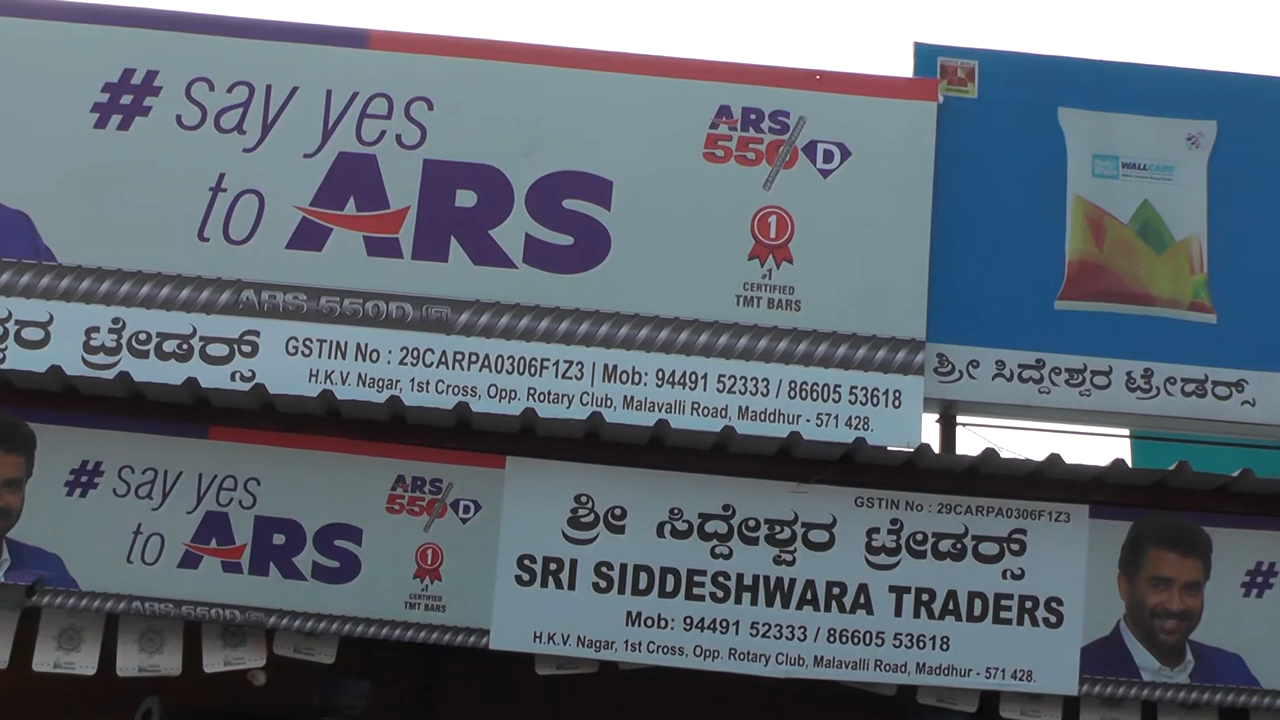 # say yes
to ARS
ARS
550 D
1
#1
CERTIFIED
TMT BARS
ARS 550D
ಟ್ರೇಡರ್ಸ್
GSTIN No : 29CARPA0306F1Z3 | Mob: 94491 52333 / 86605 53618
H.K.V. Nagar, 1st Cross, Opp. Rotary Club, Malavalli Road, Maddhur - 571 428.
WALLCARE
ಶ್ರೀ ಸಿದ್ದೇಶ್ವರ ಟ್ರೇಡರ್ಸ್
# say yes
to ARS
ARS
550 D
1
#1
CERTIFIED
TMT BARS
ARS 550D
GSTIN No : 29CARPA0306F1Z3
ಶ್ರೀ ಸಿದ್ದೇಶ್ವರ ಟ್ರೇಡರ್ಸ್
SRI SIDDESHWARA TRADERS
Mob: 94491 52333 / 86605 53618
H.K.V. Nagar, 1st Cross, Opp. Rotary Club, Malavalli Road, Maddhur - 571 428.
#